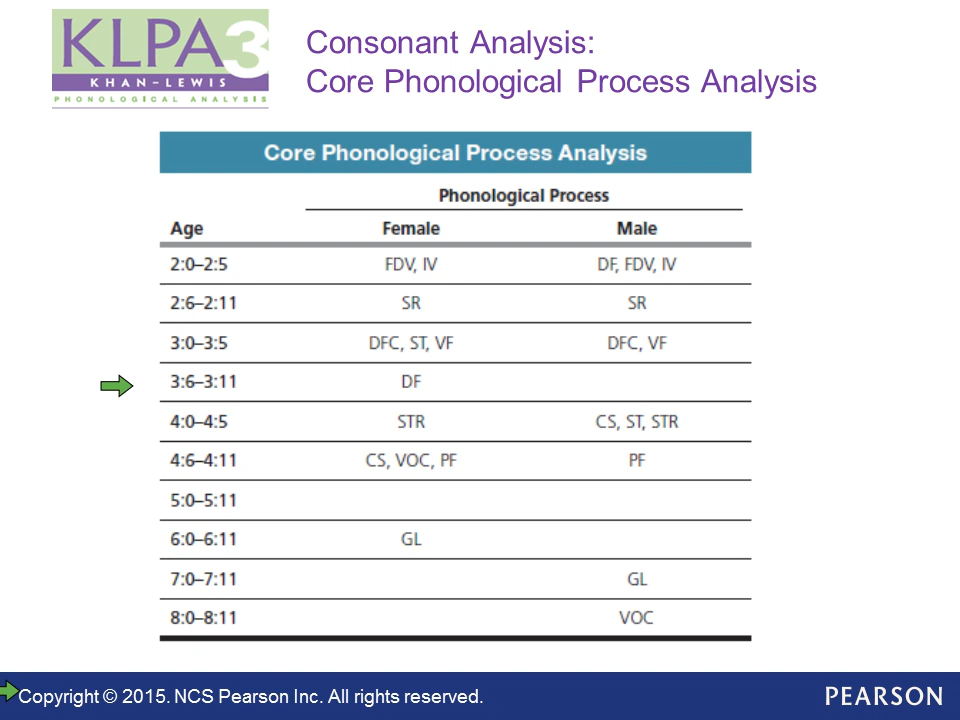 KLPA3
KHAN-LEWIS
PHONOLOGICAL ANALYSIS
Consonant Analysis:
Core Phonological Process Analysis
Core Phonological Process Analysis
Phonological Process
Age Female Male
2:0–2:5 FDV, IV DF, FDV, IV
2:6–2:11 SR SR
3:0–3:5 DFC, ST, VF DFC, VF
3:6–3:11 DF
4:0–4:5 STR CS, ST, STR
4:6–4:11 CS, VOC, PF PF
5:0–5:11
6:0–6:11 GL
7:0–7:11 GL
8:0–8:11 VOC
Copyright © 2015. NCS Pearson Inc. All rights reserved.
PEARSON